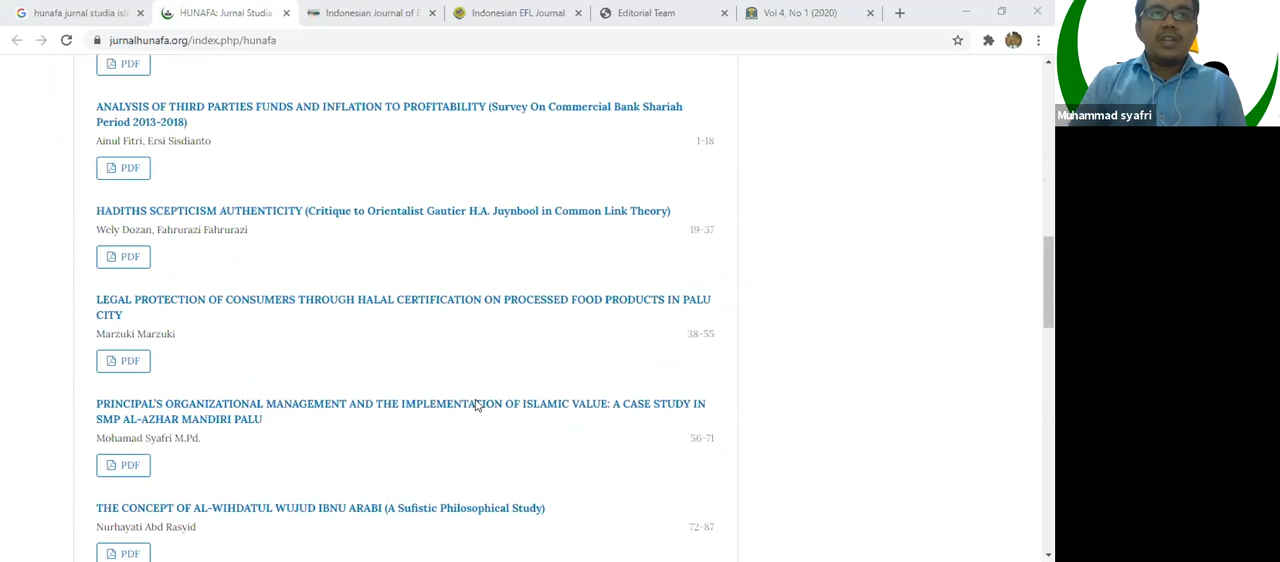 hunafa jurnal studia isl
HUNAFA: Jurnal Studia
Indonesian Journal of E
Indonesian EFL Journal
Editorial Team
Vol 4, No 1 (2020)
jurnalhunafa.org/index.php/hunafa
PDF
ANALYSIS OF THIRD PARTIES FUNDS AND INFLATION TO PROFITABILITY (Survey On Commercial Bank Shariah
Period 2013-2018)
Ainul Fitri, Ersi Sisdianto 1-18
PDF
HADITHS SCEPTICISM AUTHENTICITY (Critique to Orientalist Gautier H.A. Juynbool in Common Link Theory)
Wely Dozan, Fahrurazi Fahrurazi 19-37
PDF
LEGAL PROTECTION OF CONSUMERS THROUGH HALAL CERTIFICATION ON PROCESSED FOOD PRODUCTS IN PALU
CITY
Marzuki Marzuki 38-55
PDF
PRINCIPAL'S ORGANIZATIONAL MANAGEMENT AND THE IMPLEMENTATION OF ISLAMIC VALUE: A CASE STUDY IN
SMP AL-AZHAR MANDIRI PALU
Mohamad Syafri M.Pd. 56-71
PDF
THE CONCEPT OF AL-WIHDATUL WUJUD IBNU ARABI (A Sufistic Philosophical Study)
Nurhayati Abd Rasyid 72-87
PDF
Muhammad syafri